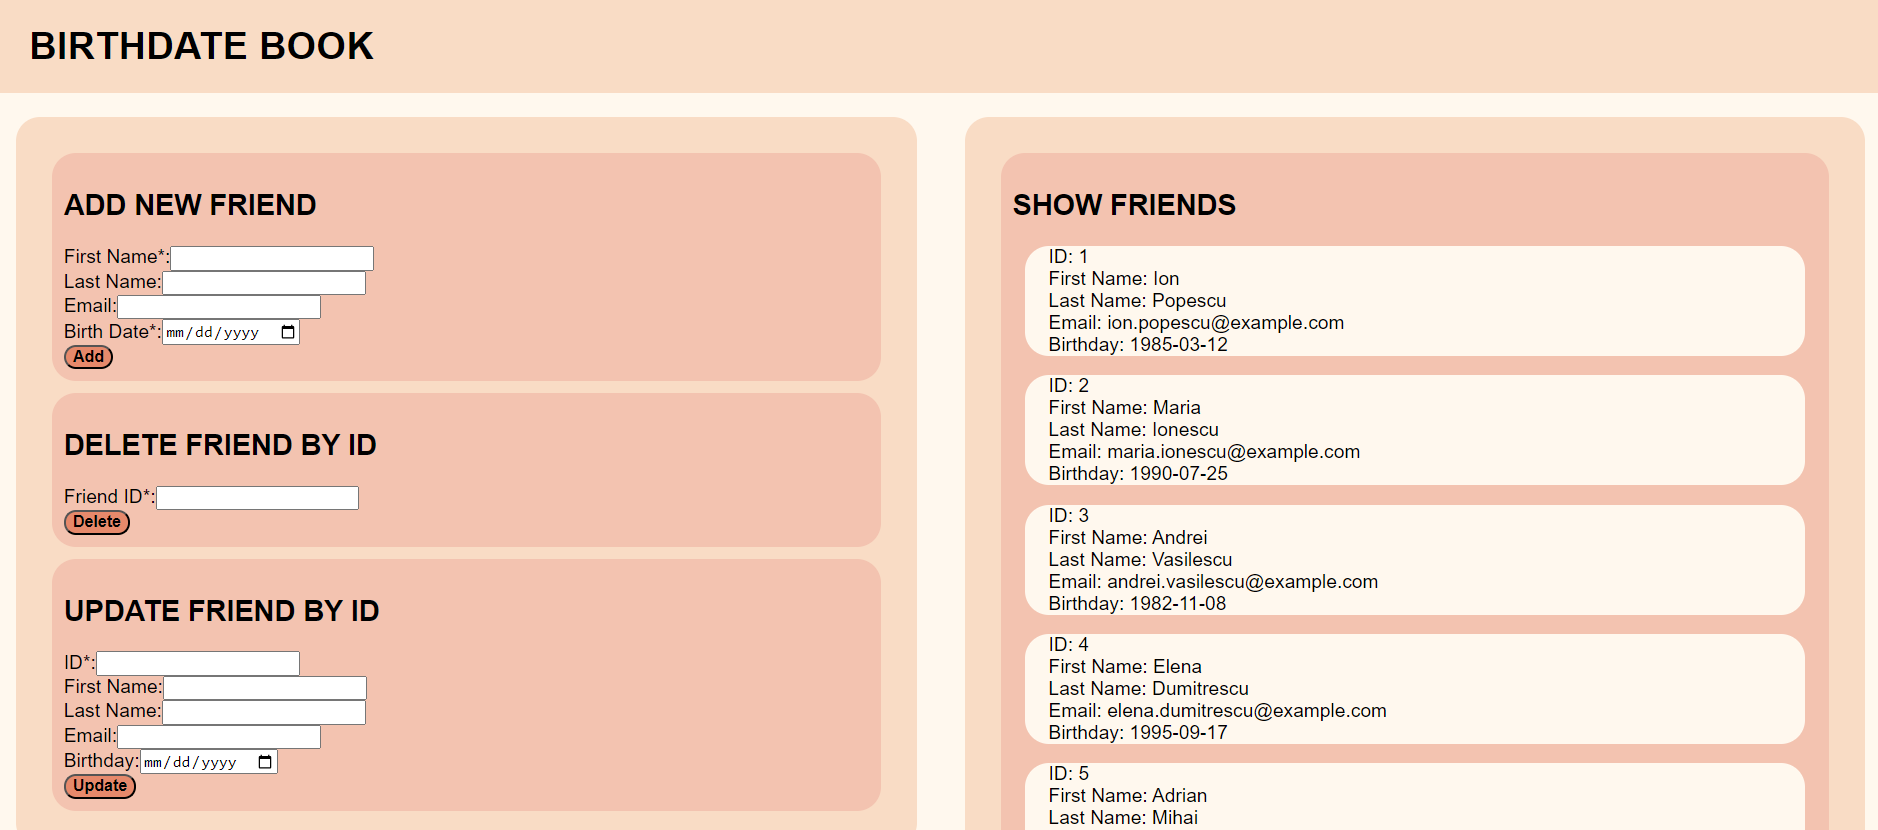 BIRTHDATE BOOK
ADD NEW FRIEND
First Name*:
Last Name:
Email:
Birth Date*: mm/dd/yyyy
Add
DELETE FRIEND BY ID
Friend ID*:
Delete
UPDATE FRIEND BY ID
ID*:
First Name:
Last Name:
Email:
Birthday: mm/dd/yyyy
Update
SHOW FRIENDS
ID: 1
First Name: Ion
Last Name: Popescu
Email: ion.popescu@example.com
Birthday: 1985-03-12
ID: 2
First Name: Maria
Last Name: Ionescu
Email: maria.ionescu@example.com
Birthday: 1990-07-25
ID: 3
First Name: Andrei
Last Name: Vasilescu
Email: andrei.vasilescu@example.com
Birthday: 1982-11-08
ID: 4
First Name: Elena
Last Name: Dumitrescu
Email: elena.dumitrescu@example.com
Birthday: 1995-09-17
ID: 5
First Name: Adrian
Last Name: Mihai